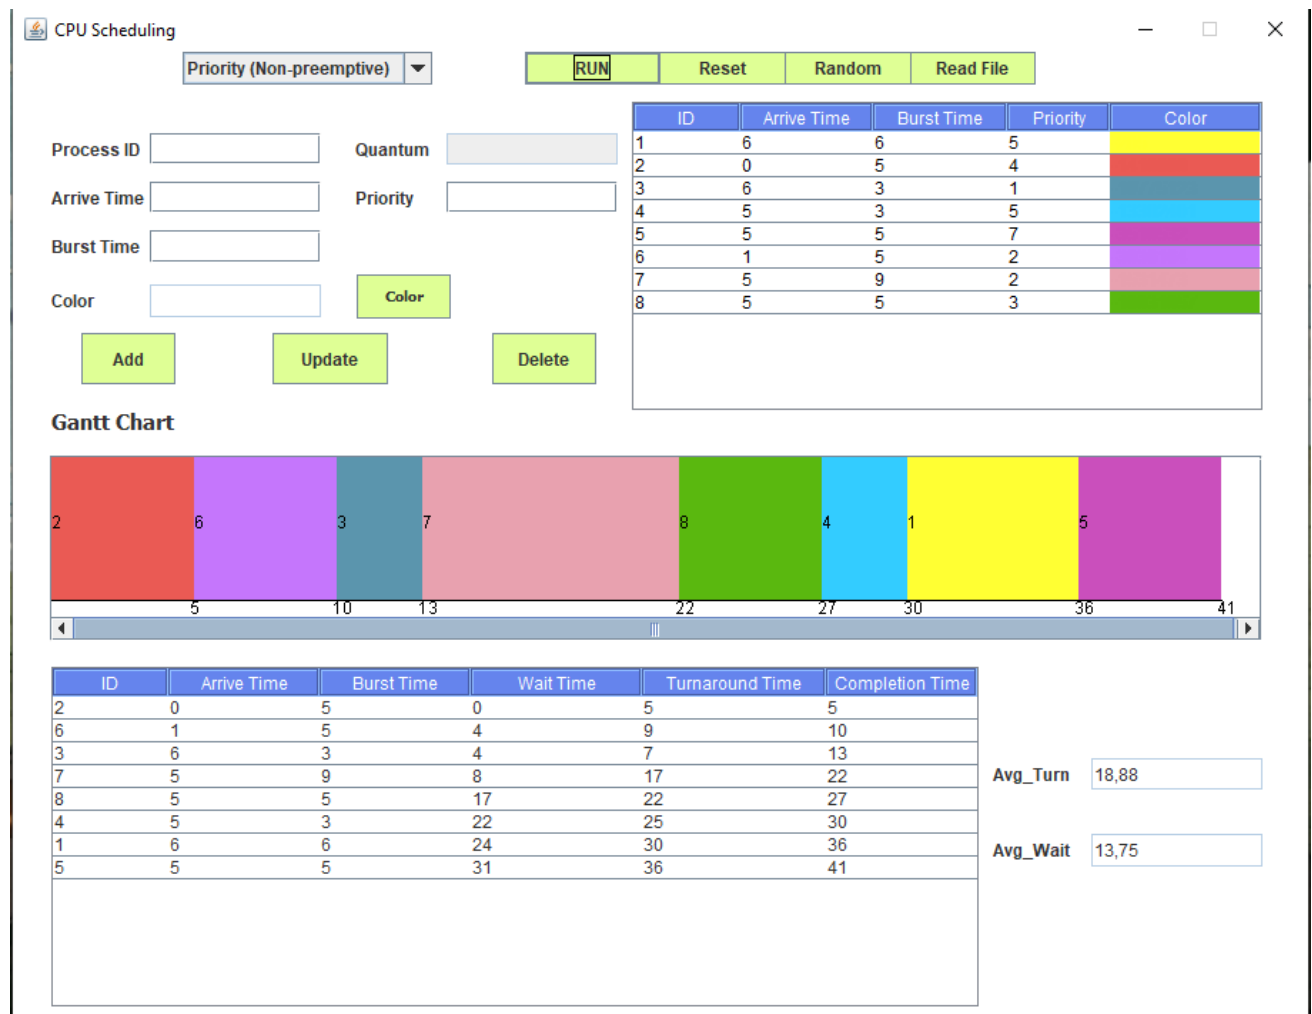 CPU Scheduling
Priority (Non-preemptive) RUN Reset Random Read File
ID Arrive Time Burst Time Priority Color
1 6 6 5
2 0 5 4
3 6 3 1
4 5 3 5
5 5 5 7
6 1 5 2
7 5 9 2
8 5 5 3
Process ID Quantum
Arrive Time Priority
Burst Time
Color Color
Add Update Delete
Gantt Chart
2 6 3 7 8 4 1 5
5 10 13 22 27 30 36 41
ID Arrive Time Burst Time Wait Time Turnaround Time Completion Time
2 0 5 0 5 5
6 1 5 4 9 10
3 6 3 4 7 13
7 5 9 8 17 22
8 5 5 17 22 27
4 5 3 22 25 30
1 6 6 24 30 36
5 5 5 31 36 41
Avg_Turn 18,88
Avg_Wait 13,75